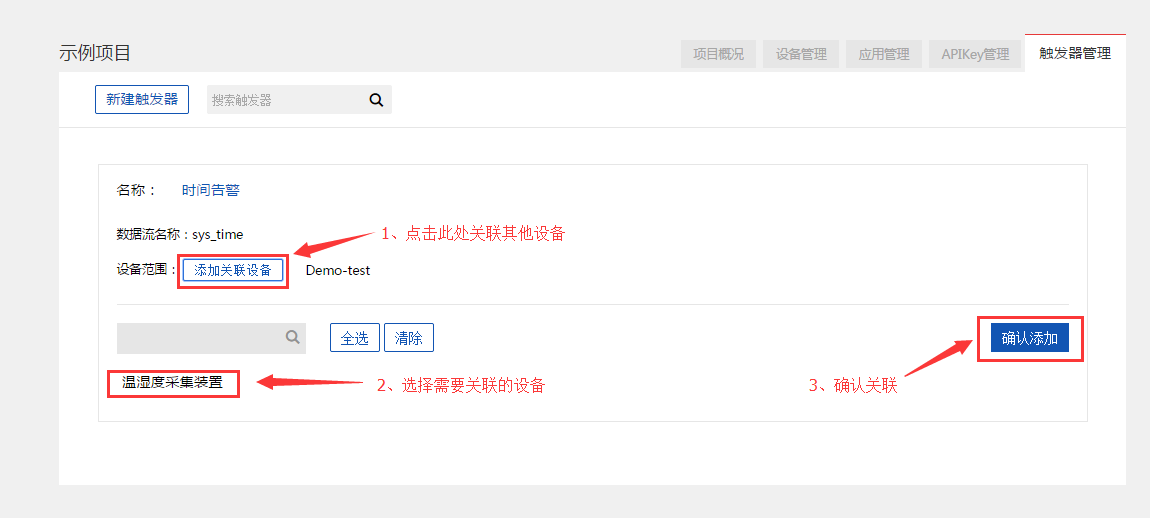 示例项目
项目概况 设备管理 应用管理 APIKey管理 触发器管理
新建触发器 搜索触发器
名称： 时间告警
数据流名称：sys_time
1、点击此处关联其他设备
设备范围： 添加关联设备 Demo-test
全选 清除 确认添加
温湿度采集装置
2、选择需要关联的设备
3、确认关联